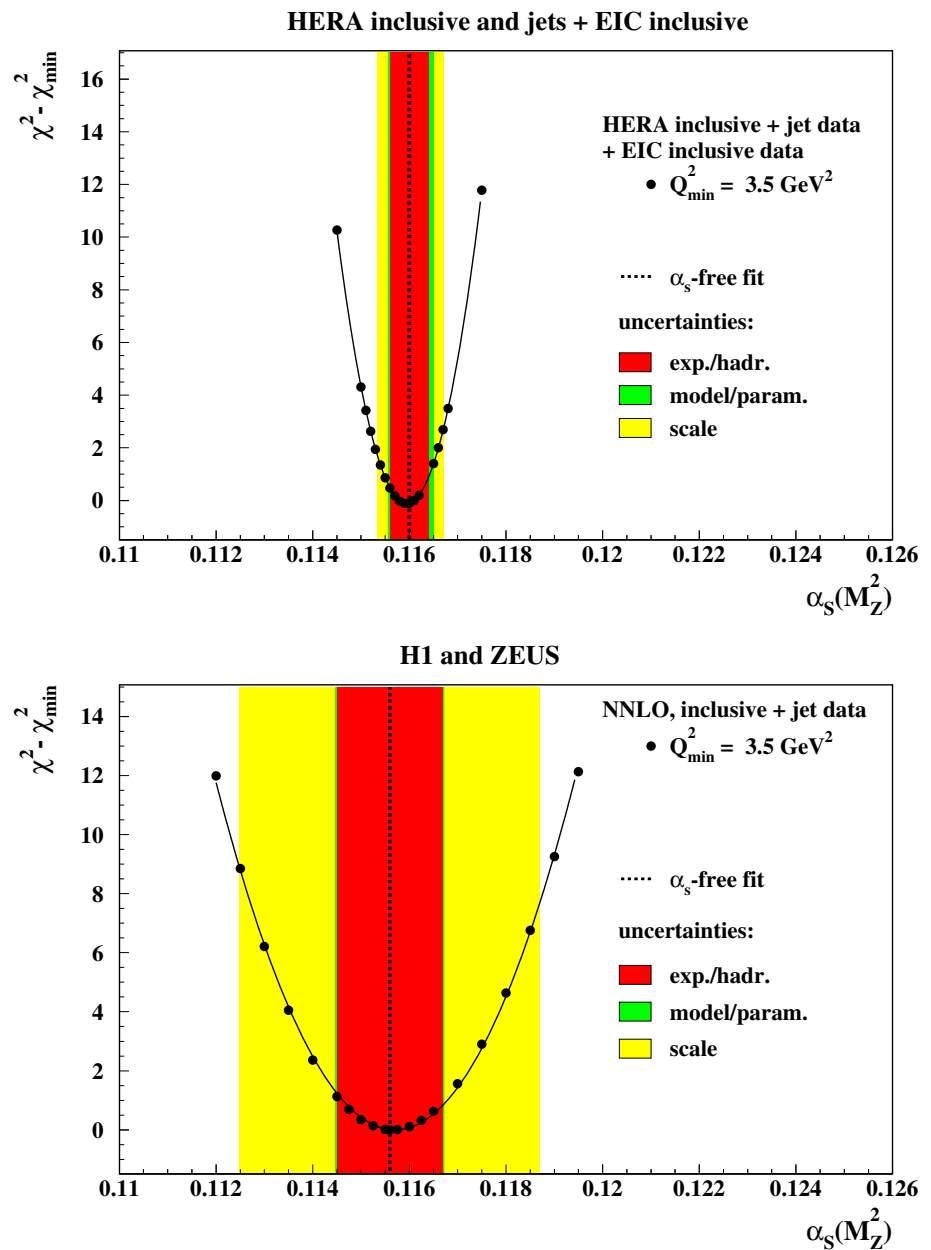 HERA inclusive and jets + EIC inclusive
χ² - χ²min
16
14
12
10
8
6
4
2
0
HERA inclusive + jet data
+ EIC inclusive data
Q²min = 3.5 GeV²
αs-free fit
uncertainties:
exp./hadr.
model/param.
scale
0.11 0.112 0.114 0.116 0.118 0.12 0.122 0.124 0.126
αS(M²Z)
H1 and ZEUS
χ² - χ²min
14
12
10
8
6
4
2
0
NNLO, inclusive + jet data
Q²min = 3.5 GeV²
αs-free fit
uncertainties:
exp./hadr.
model/param.
scale
0.11 0.112 0.114 0.116 0.118 0.12 0.122 0.124 0.126
αS(M²Z)